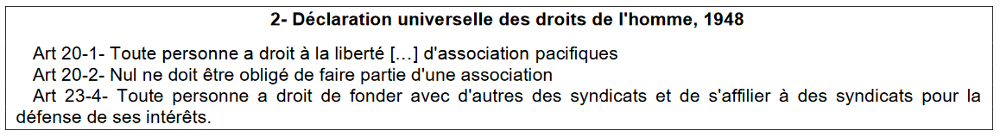 2- Déclaration universelle des droits de l'homme, 1948
Art 20-1- Toute personne a droit à la liberté [...] d'association pacifiques
Art 20-2- Nul ne doit être obligé de faire partie d'une association
Art 23-4- Toute personne a droit de fonder avec d'autres des syndicats et de s'affilier à des syndicats pour la
défense de ses intérêts.